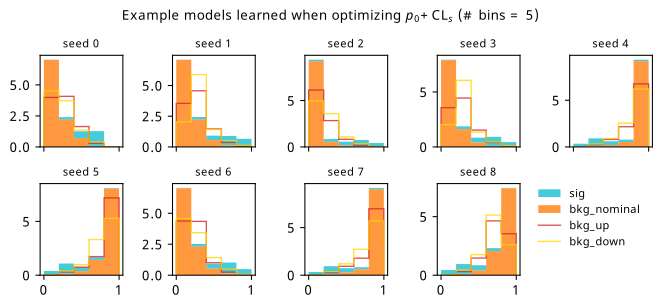 Example models learned when optimizing p₀+ CLₛ (# bins = 5)
seed 0
seed 1
seed 2
seed 3
seed 4
5.0
2.5
0.0
5.0
2.5
0.0
5
0
5
0
5
0
seed 5
seed 6
seed 7
seed 8
5
0
5.0
2.5
0.0
5
0
5
0
0
1
0
1
0
1
0
1
sig
bkg_nominal
bkg_up
bkg_down